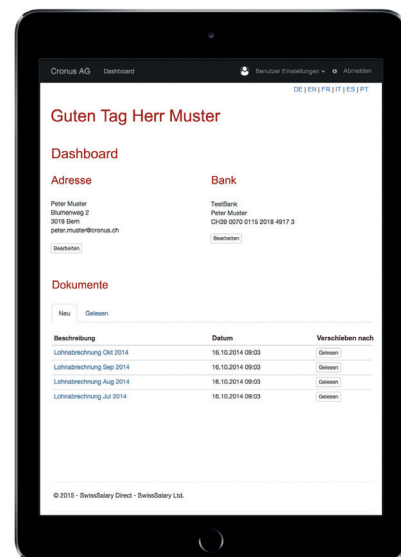 Cronus AG Dashboard Benutzer Einstellungen Abmelden
DE | EN | FR | IT | ES | PT
Guten Tag Herr Muster
Dashboard
Adresse Bank
Peter Muster TestBank
Blumenweg 2 Peter Muster
3018 Bern CH39 0070 0115 2018 4917 3
peter.muster@cronus.ch
Bearbeiten Bearbeiten
Dokumente
Neu Gelesen
Beschreibung Datum Verschieben nach
Lohnabrechnung Okt 2014 16.10.2014 09:03 Gelesen
Lohnabrechnung Sep 2014 16.10.2014 09:03 Gelesen
Lohnabrechnung Aug 2014 16.10.2014 09:03 Gelesen
Lohnabrechnung Jul 2014 16.10.2014 09:03 Gelesen
© 2015 - SwissSalary Direct - SwissSalary Ltd.